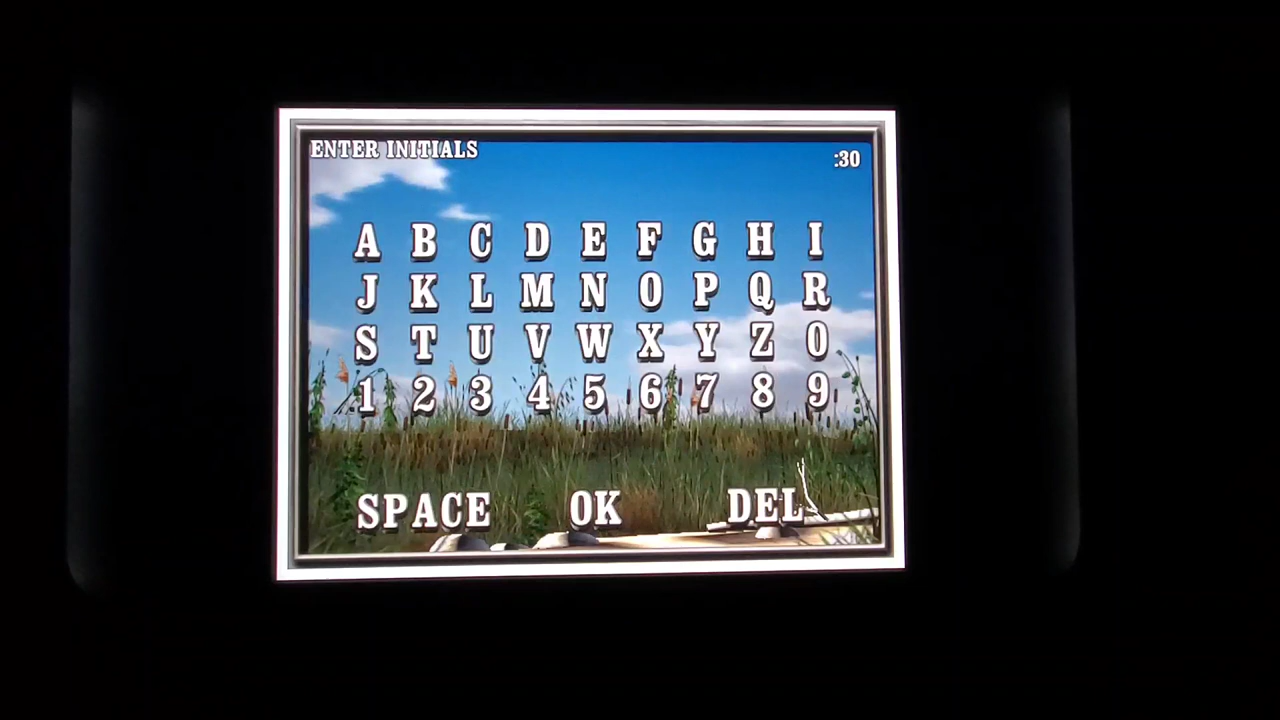 ENTER INITIALS :30
A B C D E F G H I
J K L M N O P Q R
S T U V W X Y Z 0
1 2 3 4 5 6 7 8 9
SPACE OK DEL